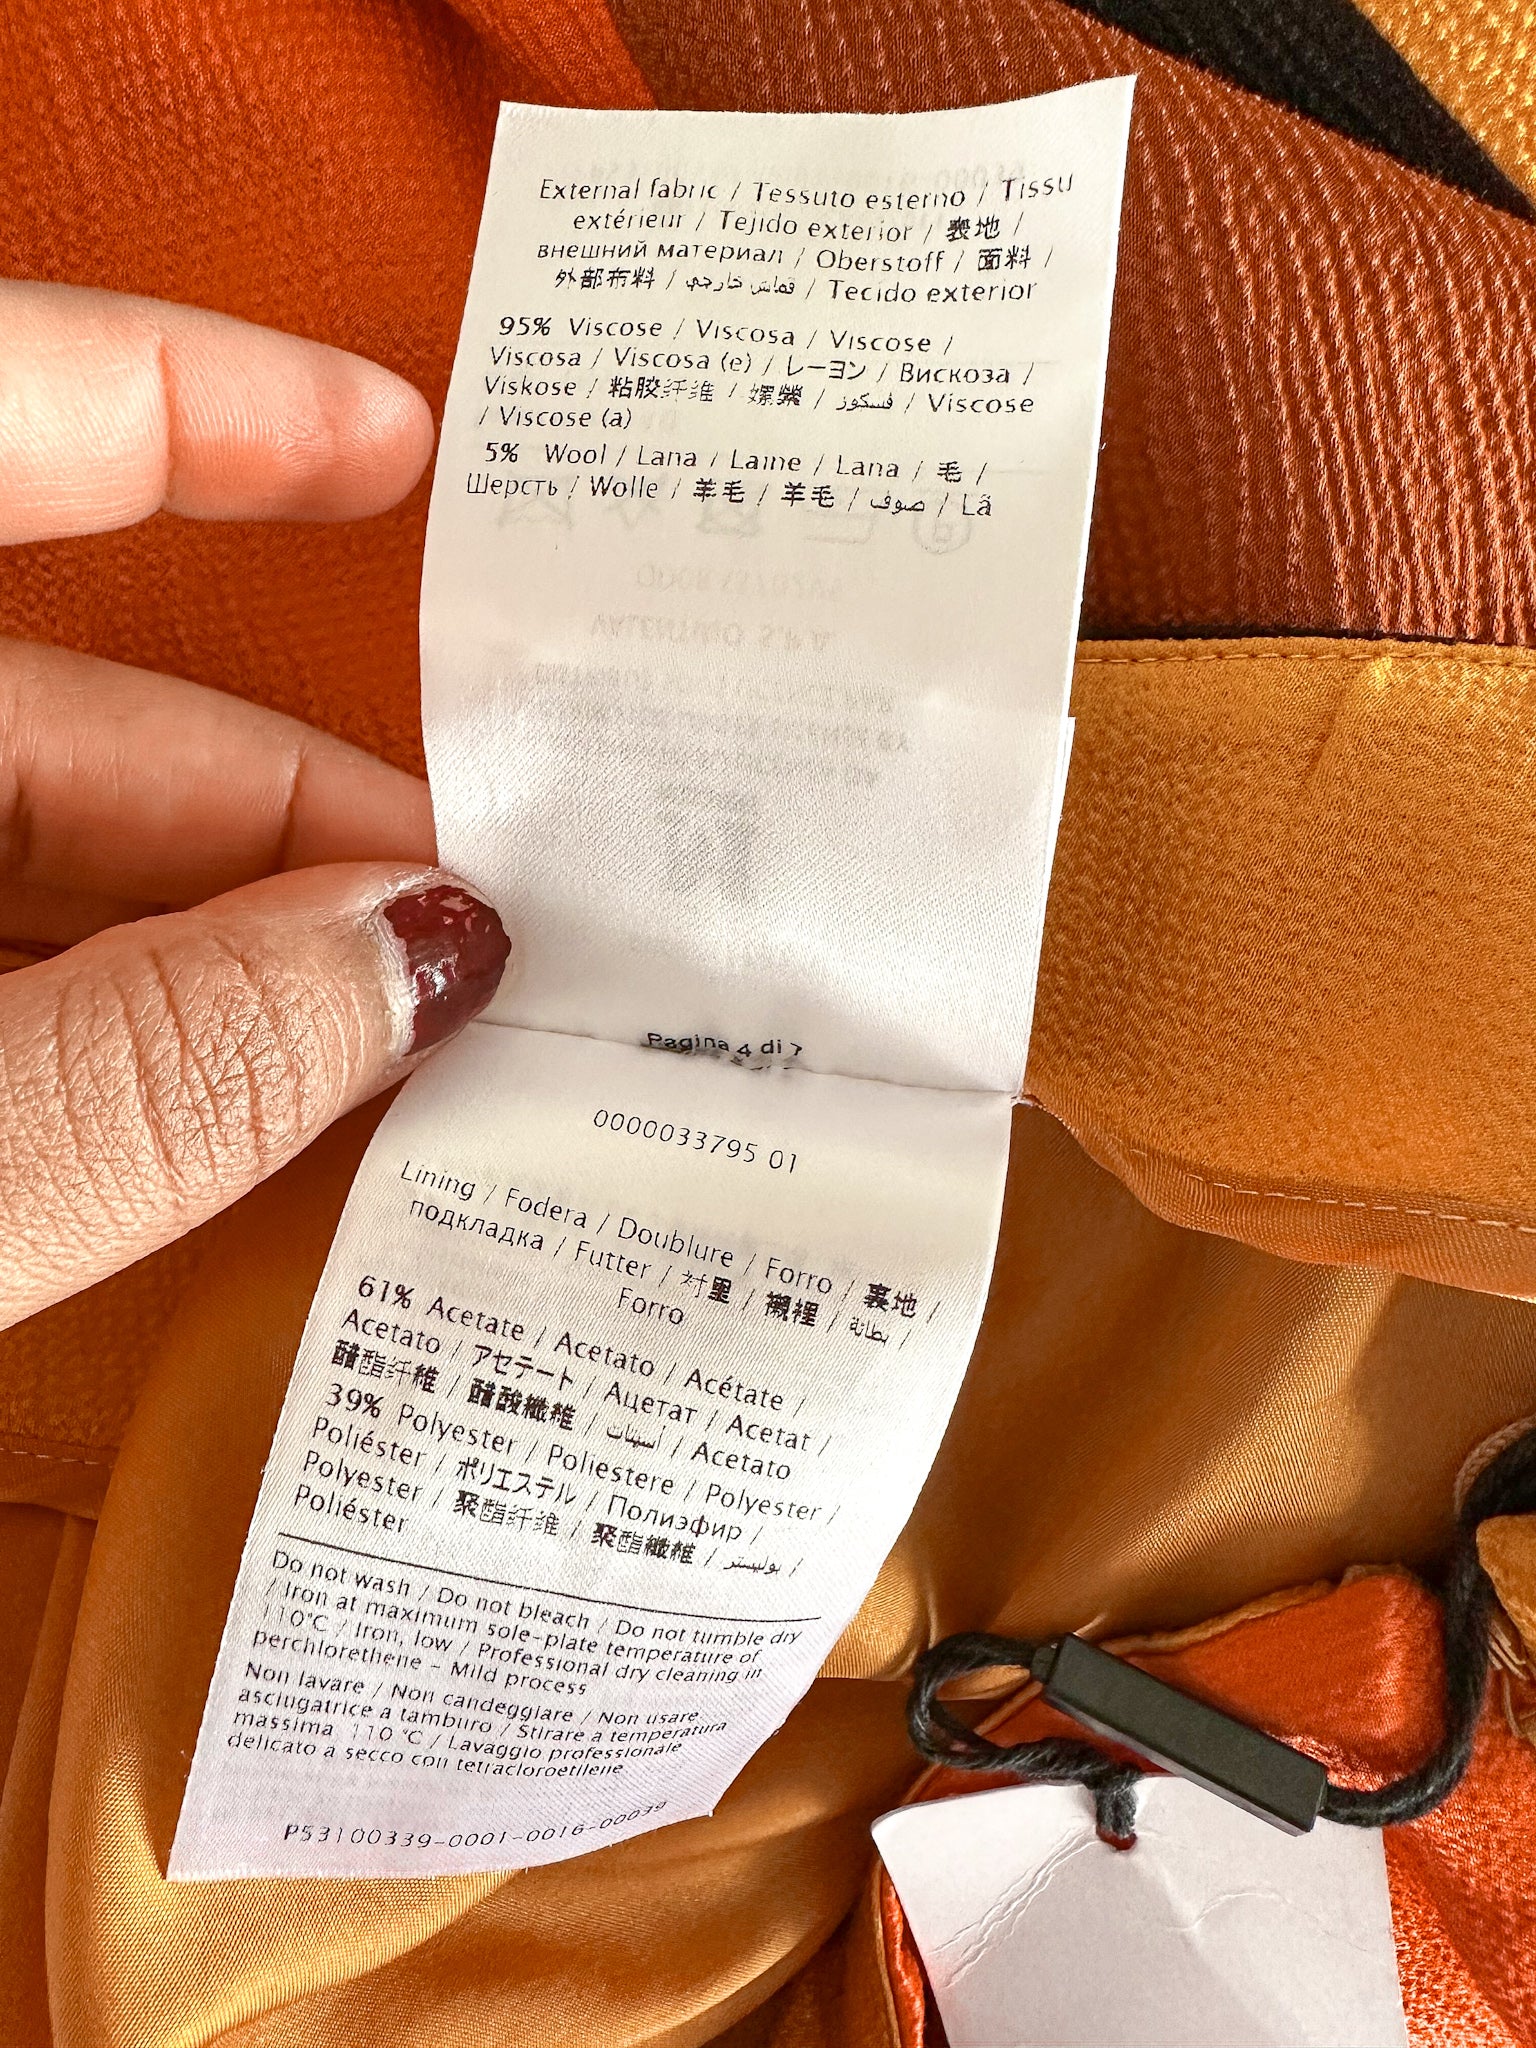 External fabric / Tessuto esterno / Tissu
extérieur / Tejido exterior / 裏地 /
внешний материал / Oberstoff / 面料 /
外部布料 / قماش خارجي / Tecido exterior
95% Viscose / Viscosa / Viscose /
Viscosa / Viscosa (e) / レーヨン / Вискоза /
Viskose / 粘胶纤维 / 嫘縈 / فسكوز / Viscose
/ Viscose (a)
5% Wool / Lana / Laine / Lana / 毛 /
Шерсть / Wolle / 羊毛 / 羊毛 / صوف / Lã
VALENTINO S.P.A.
Pagina 4 di 7
0000033795 01
Lining / Fodera / Doublure / Forro / 裏地 /
подкладка / Futter / 衬里 / 襯裡 / بطانة /
Forro
61% Acetate / Acetato / Acétate /
Acetato / アセテート / Ацетат / Acetat /
醋酯纤維 / 醋酸纖維 / أسيتات / Acetato
39% Polyester / Poliestere / Polyester /
Poliéster / ポリエステル / Полиэфир /
Polyester / 聚酯纤维 / 聚酯纖維 / بوليستر /
Poliéster
Do not wash / Do not bleach / Do not tumble dry
/ Iron at maximum sole-plate temperature of
110°C / Iron, low / Professional dry cleaning in
perchlorethene - Mild process
Non lavare / Non candeggiare / Non usare
asciugatrice a tamburo / Stirare a temperatura
massima 110 °C / Lavaggio professionale
delicato a secco con tetracloroetilene
P53100339-0001-0016-00039